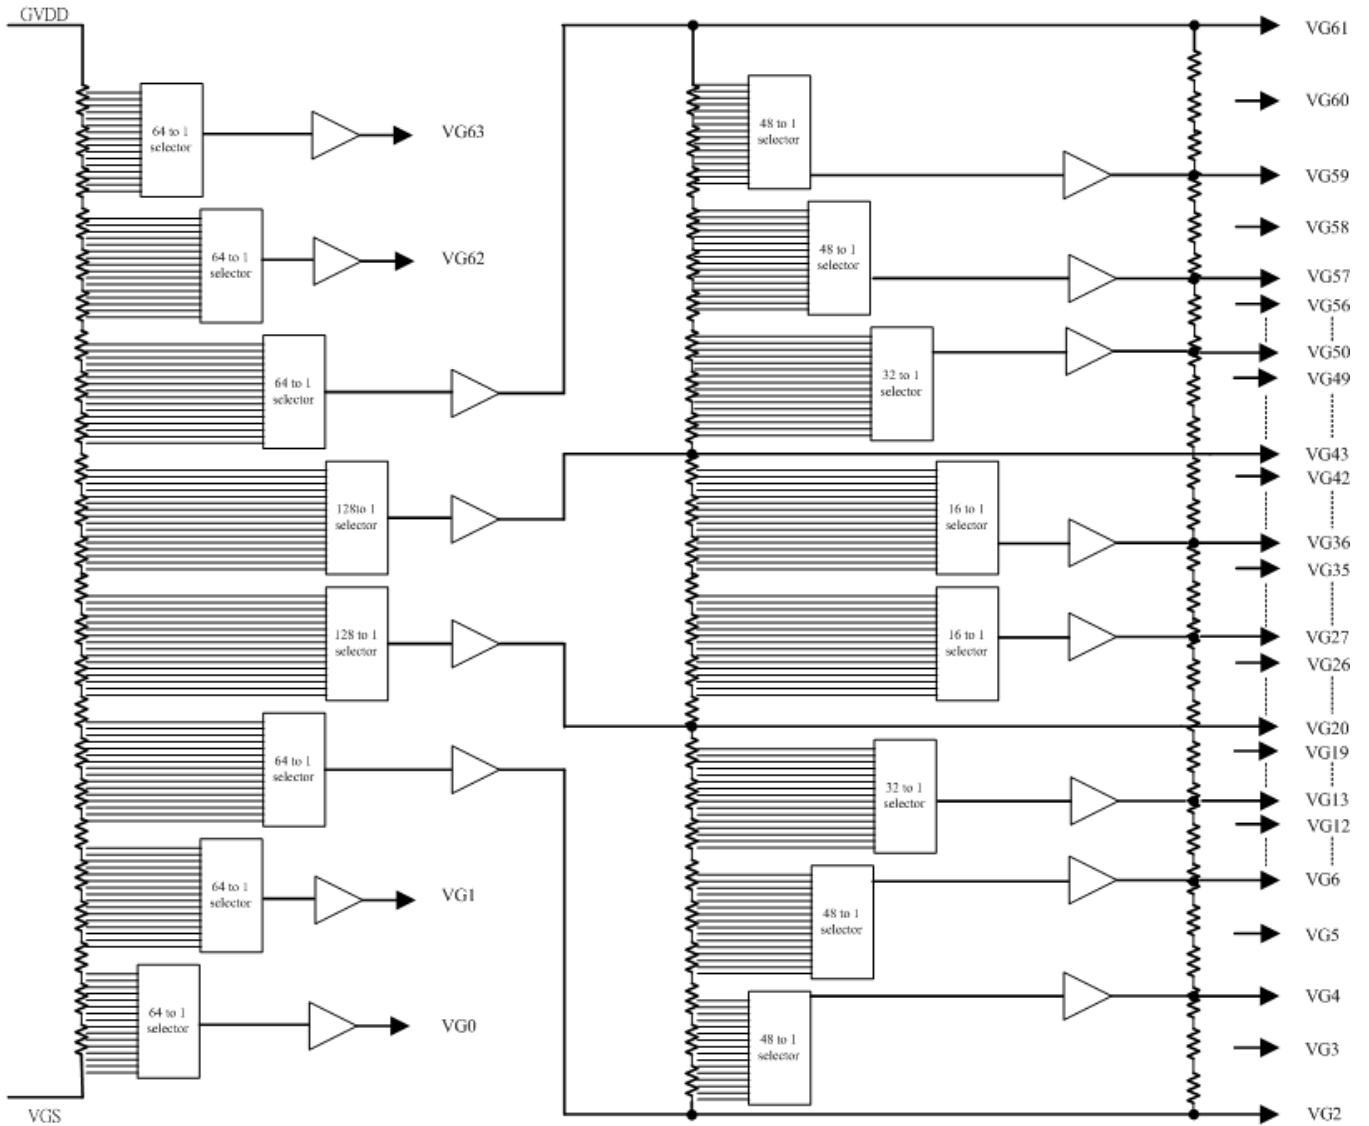 GVDD
64 to 1
selector
VG63
64 to 1
selector
VG62
64 to 1
selector
128to 1
selector
128 to 1
selector
64 to 1
selector
64 to 1
selector
VG1
64 to 1
selector
VG0
VGS
48 to 1
selector
48 to 1
selector
32 to 1
selector
16 to 1
selector
16 to 1
selector
32 to 1
selector
48 to 1
selector
48 to 1
selector
VG61
VG60
VG59
VG58
VG57
VG56
VG50
VG49
VG43
VG42
VG36
VG35
VG27
VG26
VG20
VG19
VG13
VG12
VG6
VG5
VG4
VG3
VG2